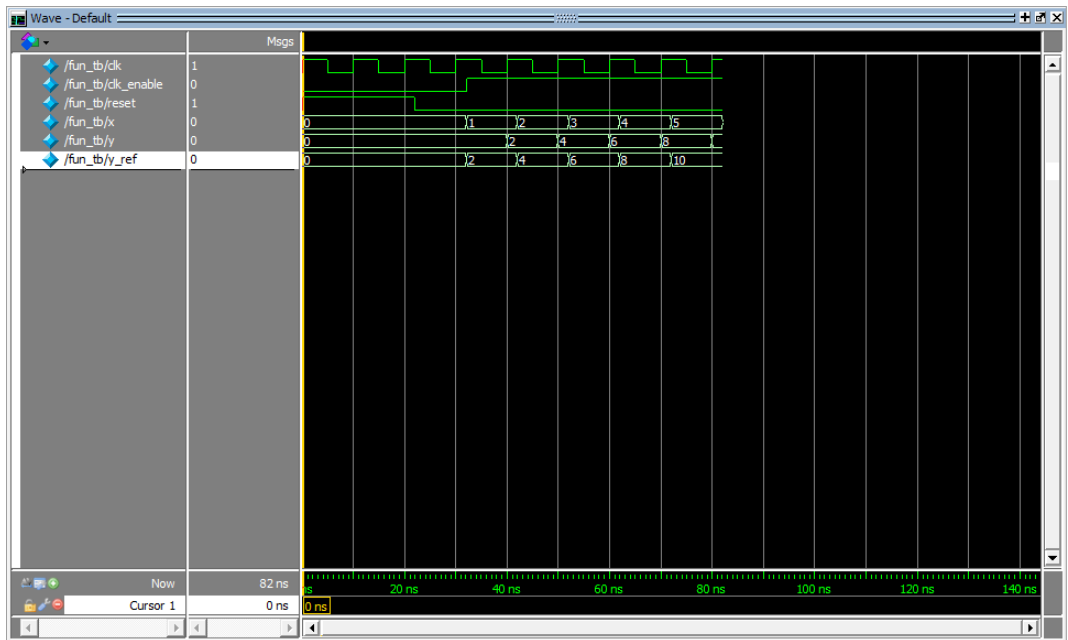 Wave - Default
Msgs
/fun_tb/clk 1
/fun_tb/clk_enable 0
/fun_tb/reset 1
/fun_tb/x 0 0 1 2 3 4 5
/fun_tb/y 0 0 2 4 6 8
/fun_tb/y_ref 0 0 2 4 6 8 10
Now 82 ns ns 20 ns 40 ns 60 ns 80 ns 100 ns 120 ns 140 ns
Cursor 1 0 ns 0 ns